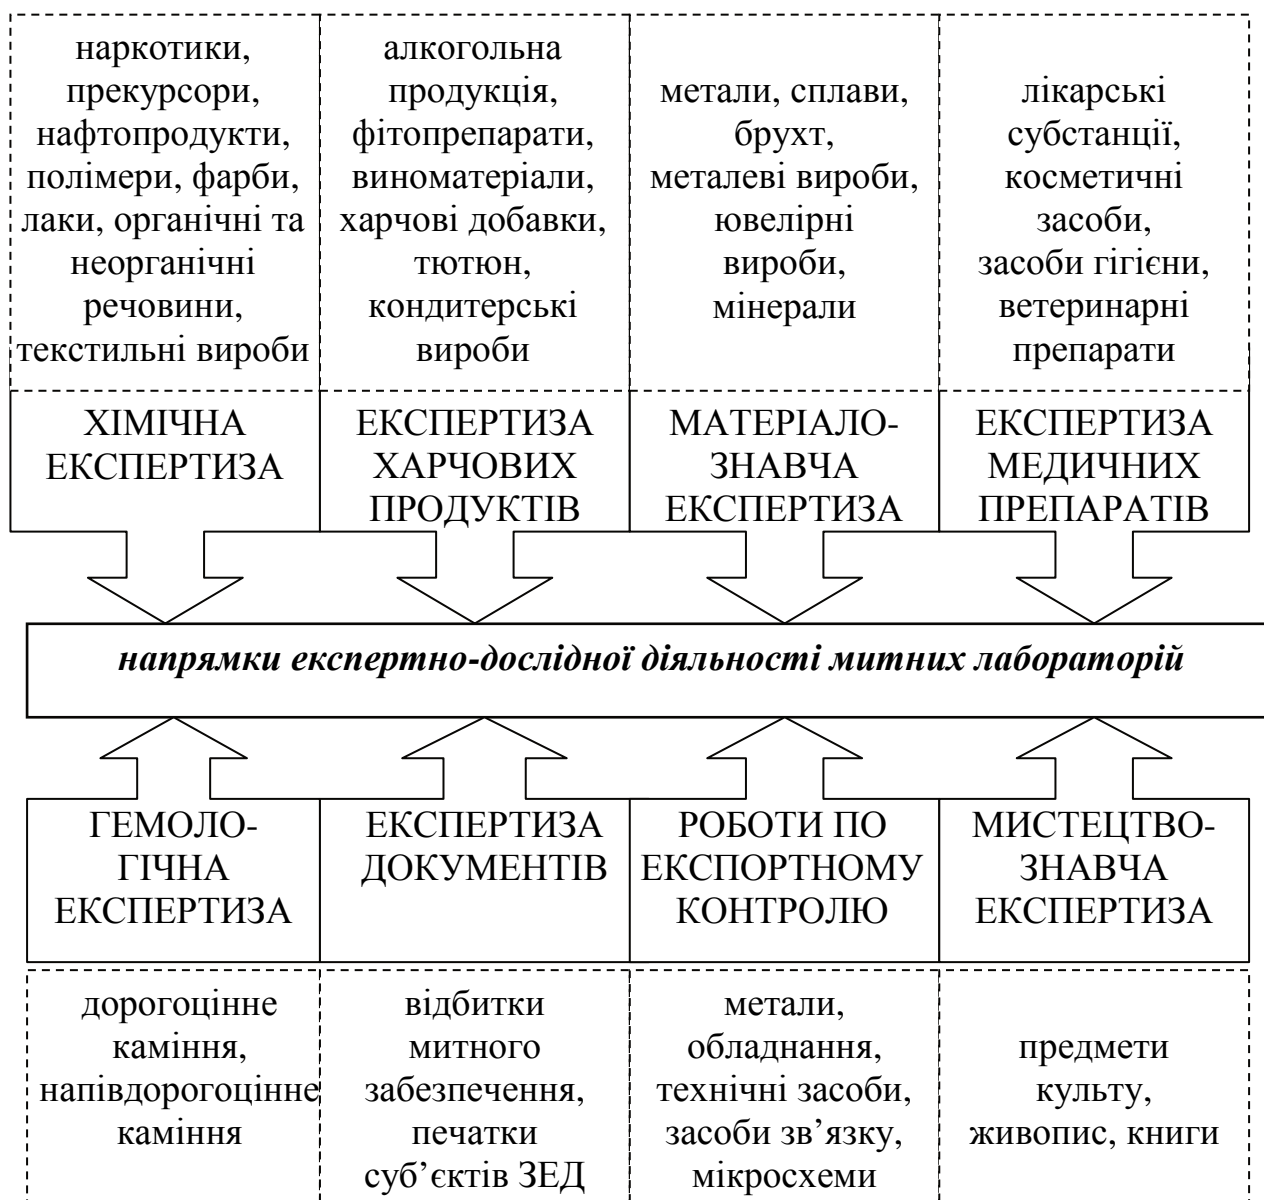 наркотики,
прекурсори,
нафтопродукти,
полімери, фарби,
лаки, органічні та
неорганічні
речовини,
текстильні вироби
алкогольна
продукція,
фітопрепарати,
виноматеріали,
харчові добавки,
тютюн,
кондитерські
вироби
метали, сплави,
брухт,
металеві вироби,
ювелірні
вироби,
мінерали
лікарські
субстанції,
косметичні
засоби,
засоби гігієни,
ветеринарні
препарати
ХІМІЧНА
ЕКСПЕРТИЗА
ЕКСПЕРТИЗА
ХАРЧОВИХ
ПРОДУКТІВ
МАТЕРІАЛО-
ЗНАВЧА
ЕКСПЕРТИЗА
ЕКСПЕРТИЗА
МЕДИЧНИХ
ПРЕПАРАТІВ
напрямки експертно-дослідної діяльності митних лабораторій
ГЕМОЛО-
ГІЧНА
ЕКСПЕРТИЗА
ЕКСПЕРТИЗА
ДОКУМЕНТІВ
РОБОТИ ПО
ЕКСПОРТНОМУ
КОНТРОЛЮ
МИСТЕЦТВО-
ЗНАВЧА
ЕКСПЕРТИЗА
дорогоцінне
каміння,
напівдорогоцінне
каміння
відбитки
митного
забезпечення,
печатки
суб’єктів ЗЕД
метали,
обладнання,
технічні засоби,
засоби зв’язку,
мікросхеми
предмети
культу,
живопис, книги